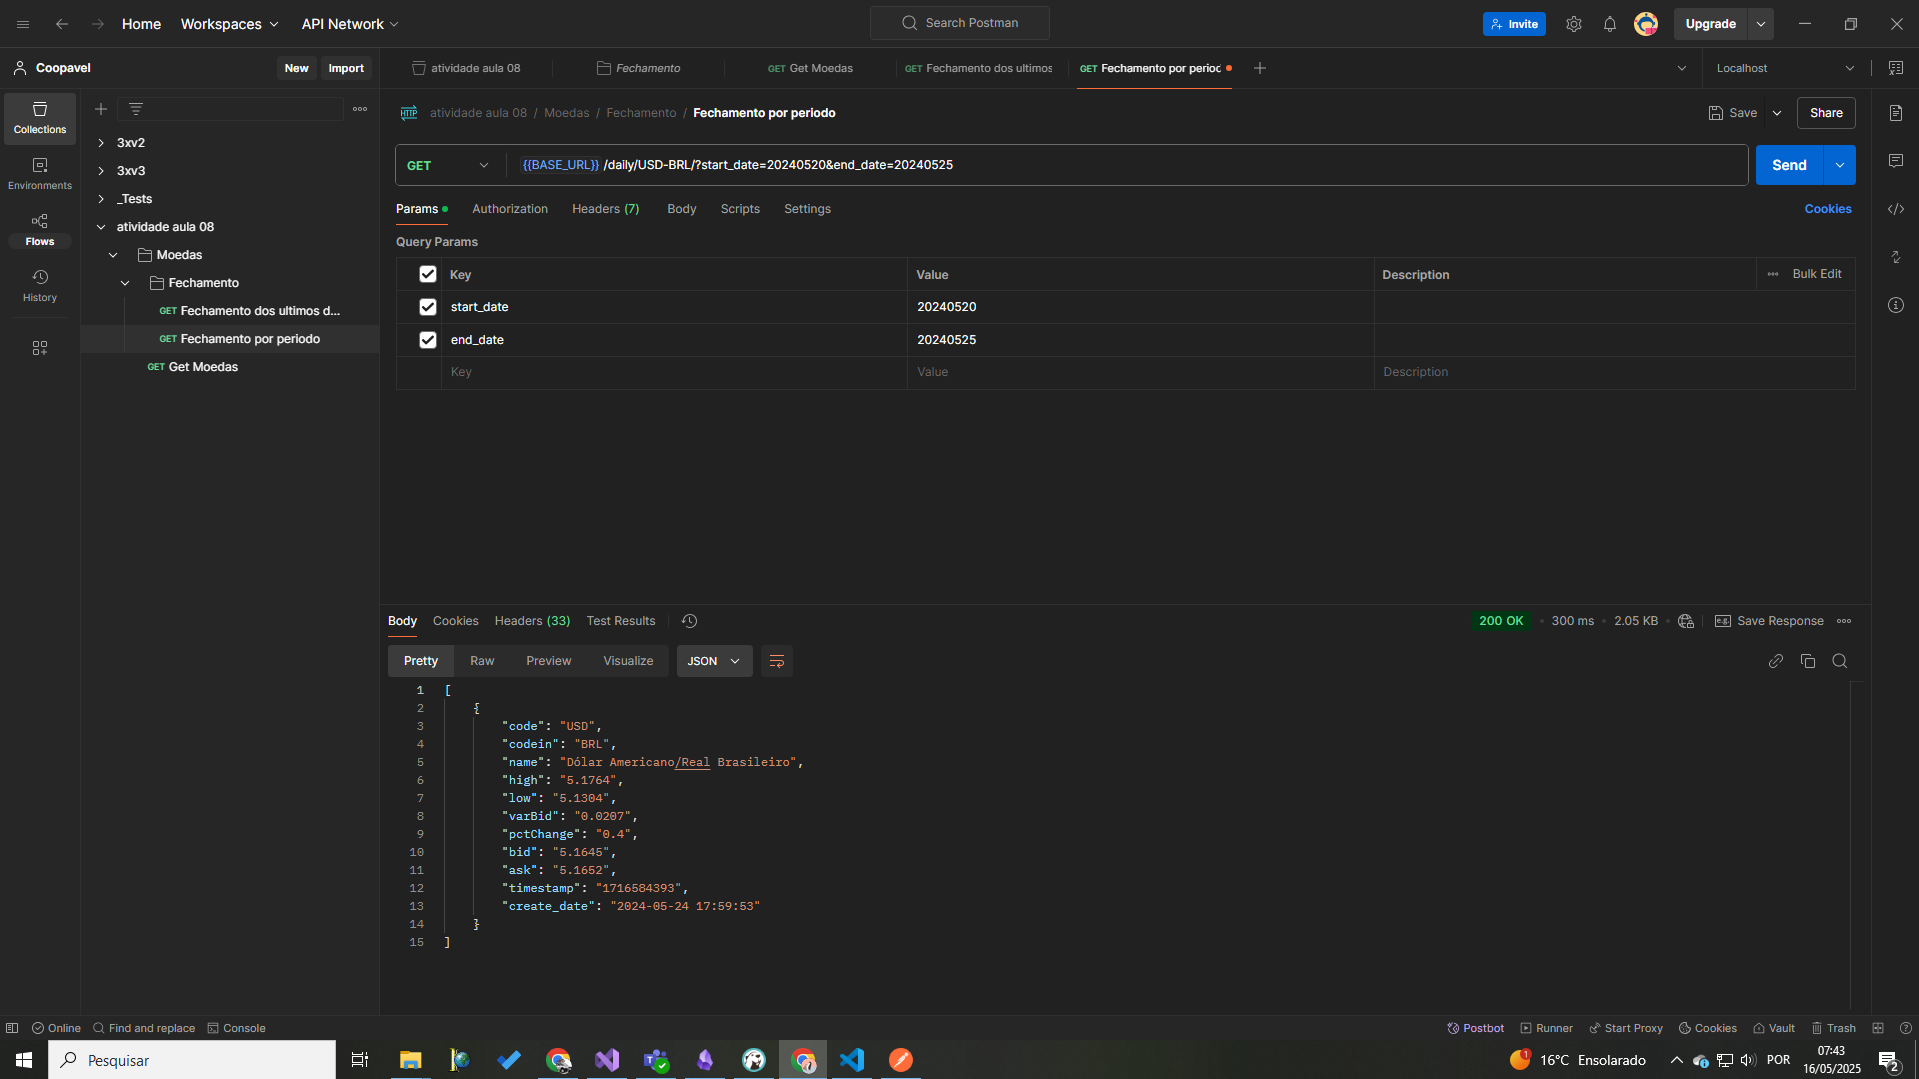 Home Workspaces API Network Search Postman Invite Upgrade
Coopavel New Import
atividade aula 08 Fechamento GET Get Moedas GET Fechamento dos ultimos GET Fechamento por perioc Localhost
Collections
Environments
Flows
History
3xv2
3xv3
_Tests
atividade aula 08
Moedas
Fechamento
GET Fechamento dos ultimos d...
GET Fechamento por periodo
GET Get Moedas
HTTP atividade aula 08 / Moedas / Fechamento / Fechamento por periodo Save Share
GET {{BASE_URL}} /daily/USD-BRL/?start_date=20240520&end_date=20240525 Send
Params Authorization Headers (7) Body Scripts Settings Cookies
Query Params
Key Value Description Bulk Edit
start_date 20240520
end_date 20240525
Key Value Description
Body Cookies Headers (33) Test Results 200 OK 300 ms 2.05 KB e.g. Save Response
Pretty Raw Preview Visualize JSON
1 [
2 {
3 "code": "USD",
4 "codein": "BRL",
5 "name": "Dólar Americano/Real Brasileiro",
6 "high": "5.1764",
7 "low": "5.1304",
8 "varBid": "0.0207",
9 "pctChange": "0.4",
10 "bid": "5.1645",
11 "ask": "5.1652",
12 "timestamp": "1716584393",
13 "create_date": "2024-05-24 17:59:53"
14 }
15 ]
Online Find and replace Console Postbot Runner Start Proxy Cookies Vault Trash
Pesquisar 1 16°C Ensolarado POR 07:43
16/05/2025 2